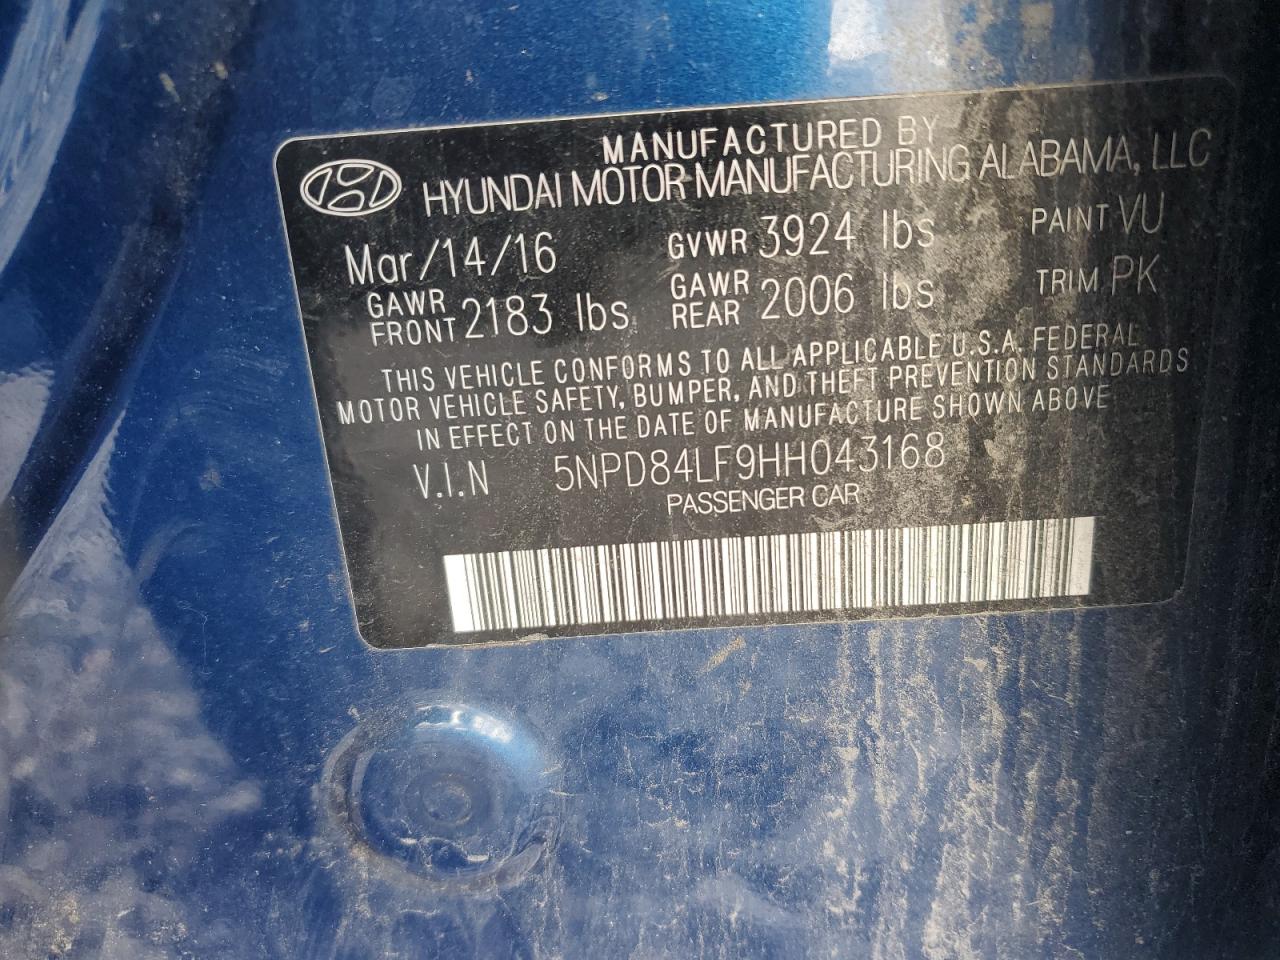 MANUFACTURED BY
HYUNDAI MOTOR MANUFACTURING ALABAMA, LLC
Mar/14/16 GVWR 3924 lbs PAINT VU
GAWR FRONT 2183 lbs GAWR REAR 2006 lbs TRIM PK
THIS VEHICLE CONFORMS TO ALL APPLICABLE U.S.A. FEDERAL
MOTOR VEHICLE SAFETY, BUMPER, AND THEFT PREVENTION STANDARDS
IN EFFECT ON THE DATE OF MANUFACTURE SHOWN ABOVE
V.I.N 5NPD84LF9HH043168
PASSENGER CAR